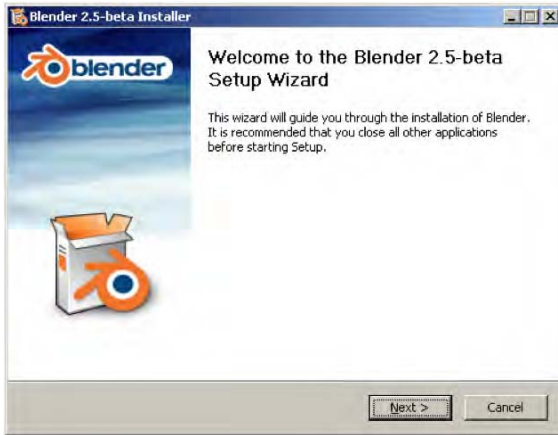 Blender 2.5-beta Installer
blender
Welcome to the Blender 2.5-beta
Setup Wizard
This wizard will guide you through the installation of Blender.
It is recommended that you close all other applications
before starting Setup.
Next >
Cancel